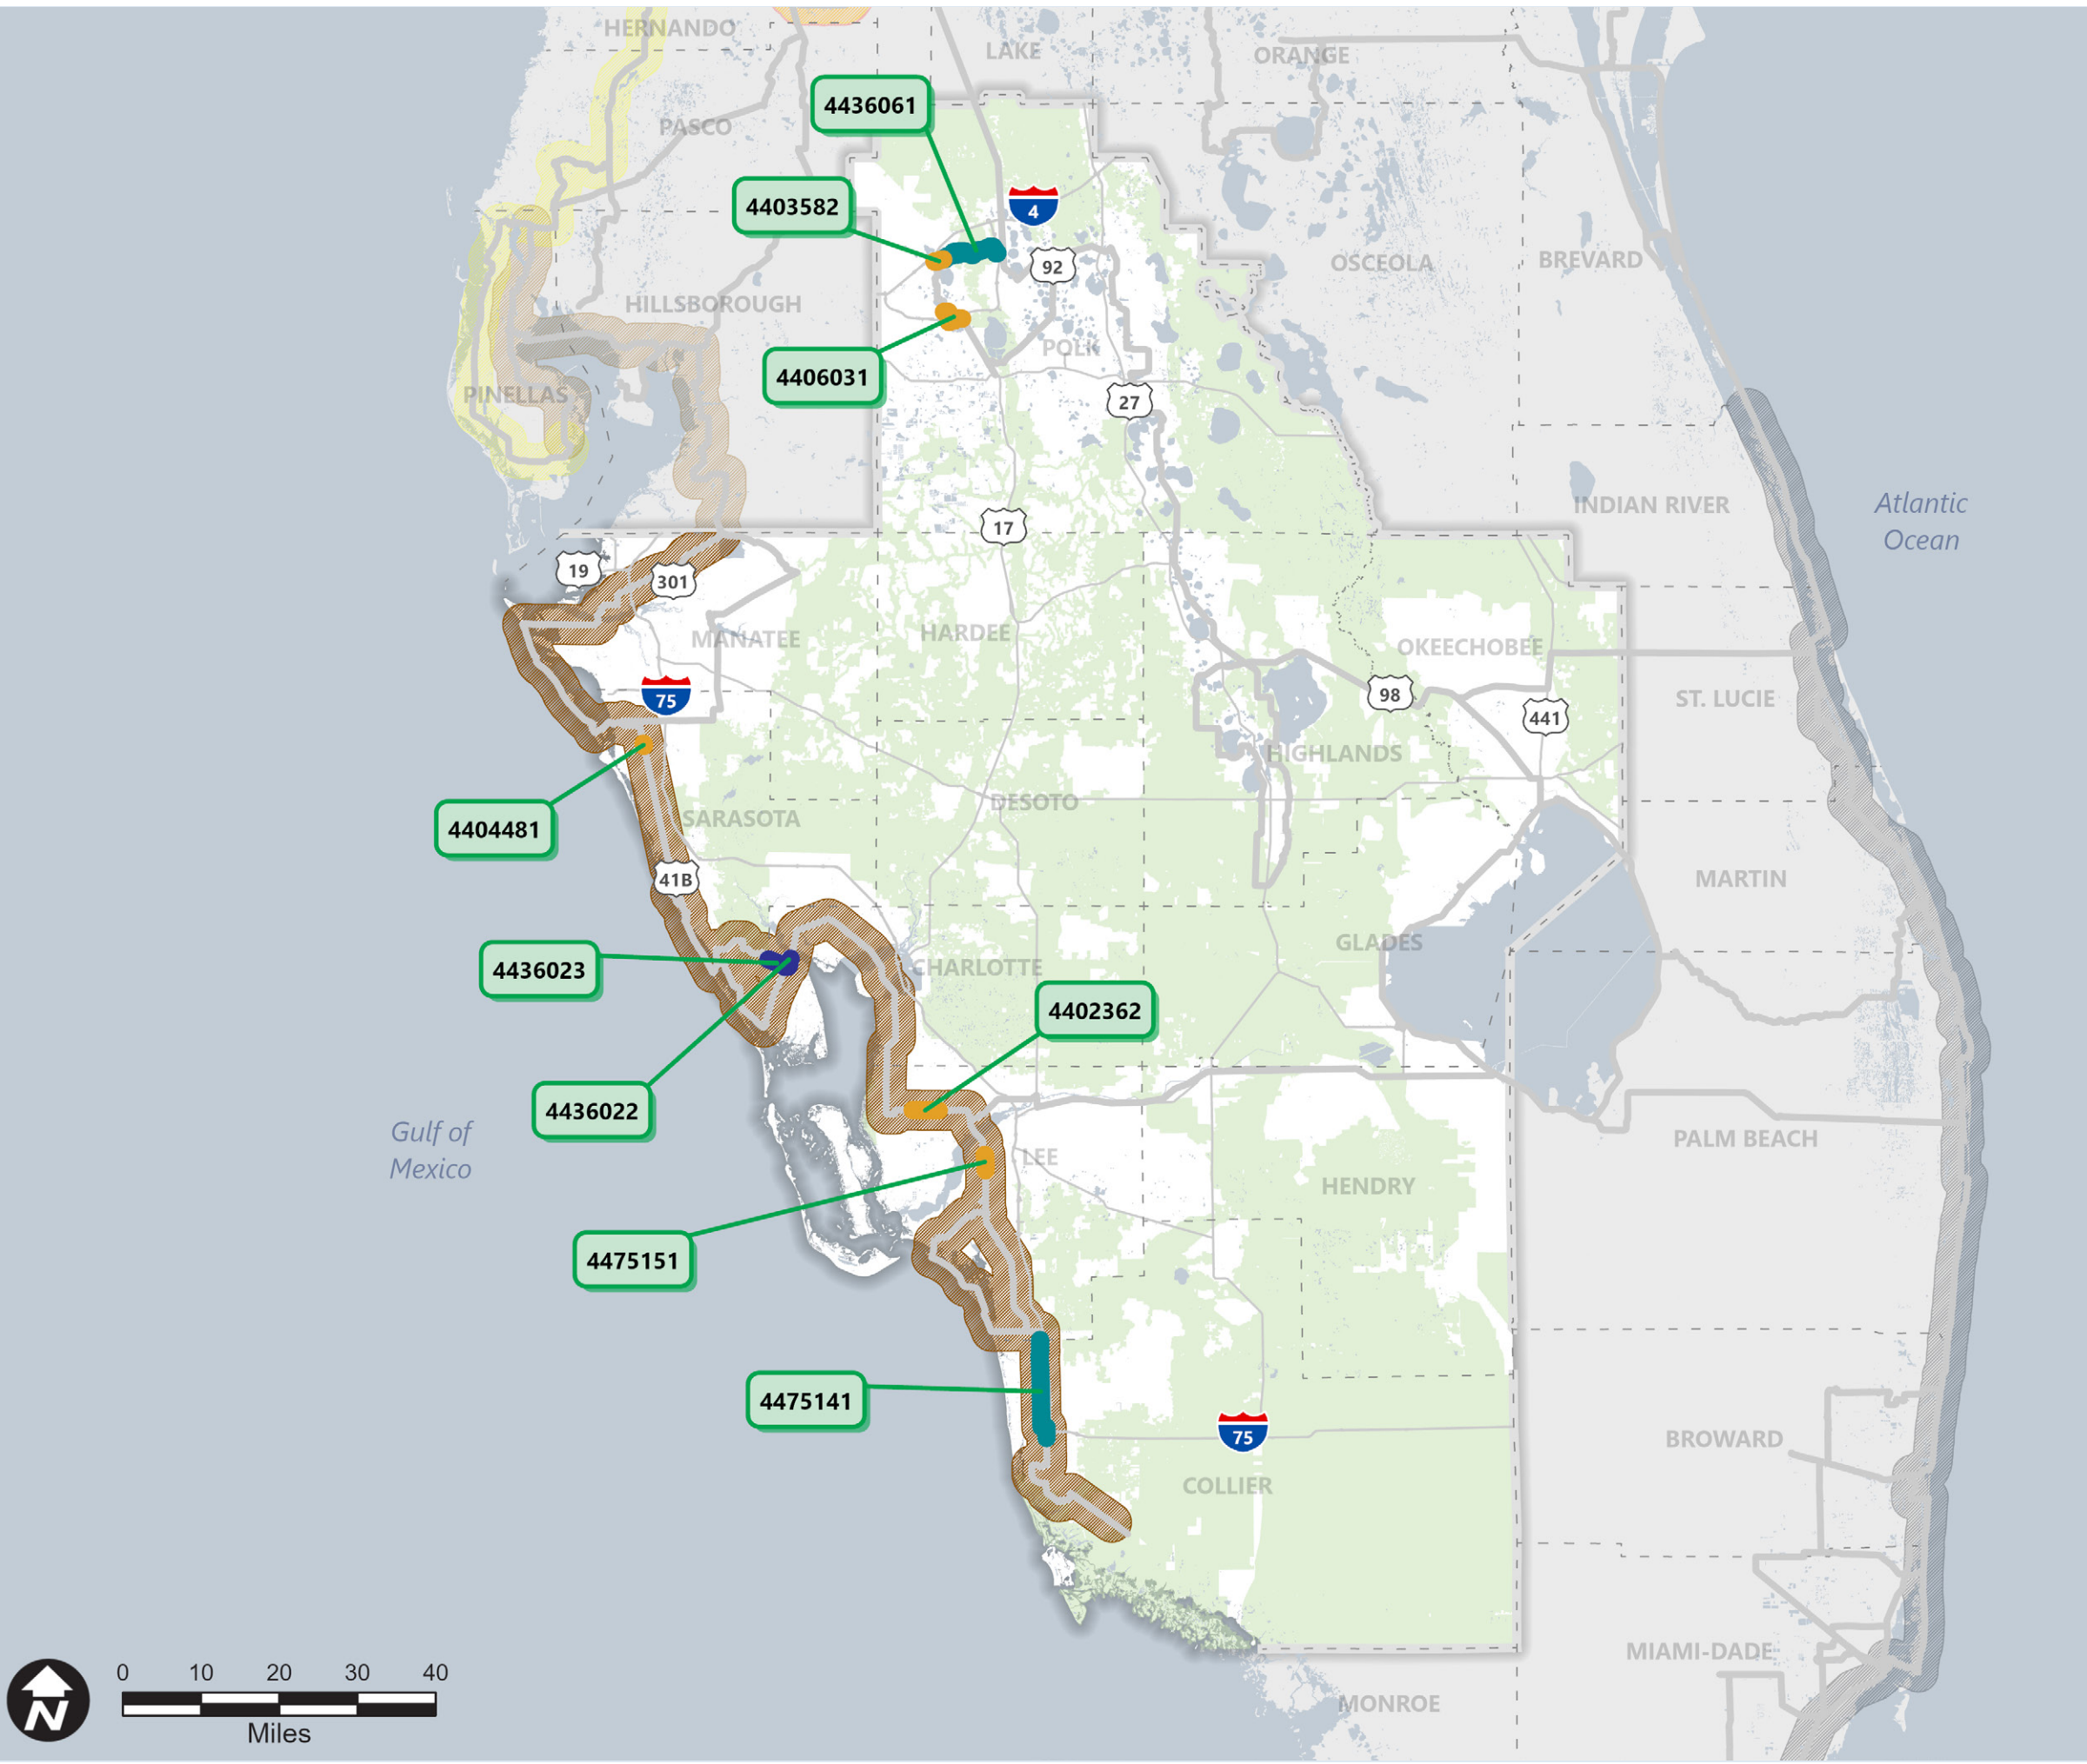 HERNANDO
LAKE
ORANGE
4436061
PASCO
4403582
4
92
OSCEOLA
BREVARD
HILLSBOROUGH
POLK
4406031
PINELLAS
27
INDIAN RIVER
Atlantic
Ocean
17
19
301
MANATEE
HARDEE
OKEECHOBEE
75
98
ST. LUCIE
441
HIGHLANDS
DESOTO
SARASOTA
4404481
41B
MARTIN
GLADES
4436023
CHARLOTTE
4402362
4436022
Gulf of
Mexico
PALM BEACH
LEE
HENDRY
4475151
4475141
75
BROWARD
COLLIER
MIAMI-DADE
MONROE
0 10 20 30 40
Miles
N